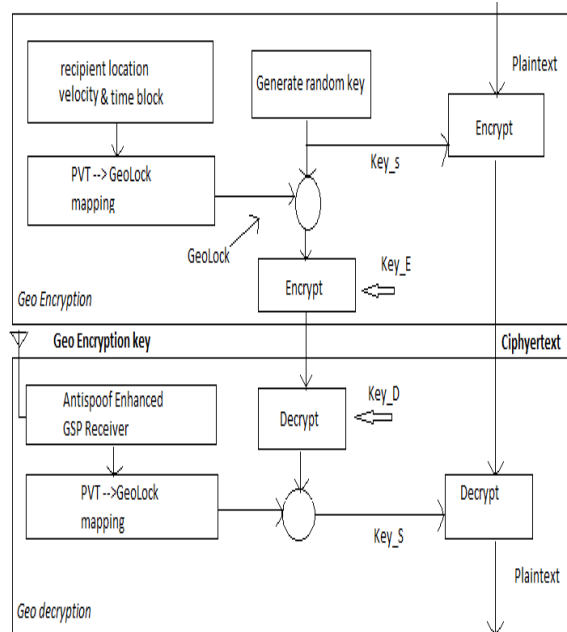 recipient location
velocity & time block
Generate random key
Plaintext
Encrypt
Key_s
PVT -->GeoLock
mapping
GeoLock
Encrypt
Key_E
Geo Encryption
Geo Encryption key
Ciphyertext
Antispoof Enhanced
GSP Receiver
Decrypt
Key_D
PVT -->GeoLock
mapping
Key_S
Decrypt
Plaintext
Geo decryption